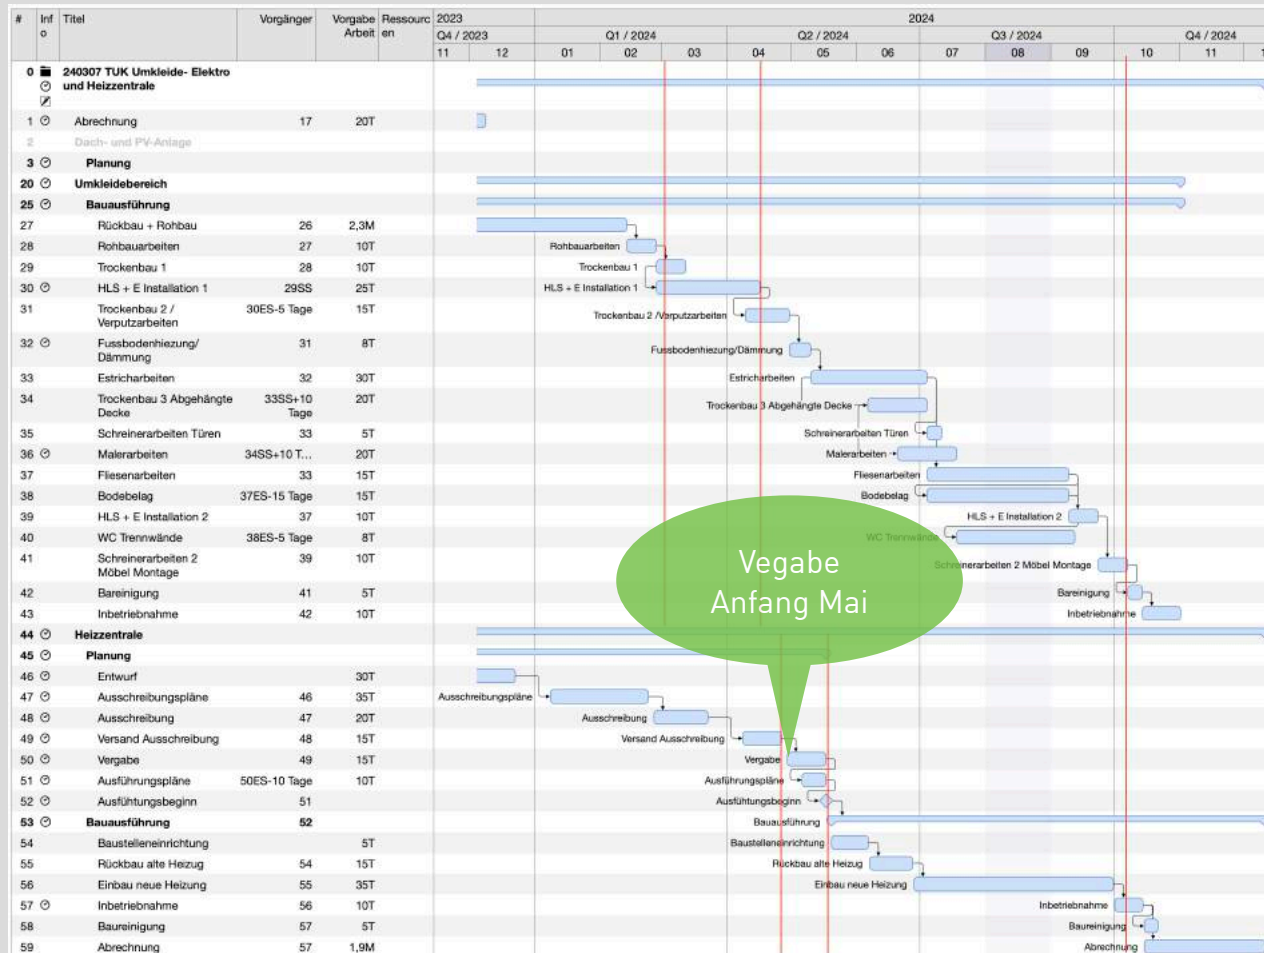 # Inf o Titel Vorgänger Vorgabe Arbeit Ressourc en 2023 2024
Q4 / 2023 Q1 / 2024 Q2 / 2024 Q3 / 2024 Q4 / 2024
11 12 01 02 03 04 05 06 07 08 09 10 11 1
0 240307 TUK Umkleide- Elektro
und Heizzentrale
1 Abrechnung 17 20T
2 Dach- und PV-Anlage
3 Planung
20 Umkleidebereich
25 Bauausführung
27 Rückbau + Rohbau 26 2,3M
28 Rohbauarbeiten 27 10T Rohbauarbeiten
29 Trockenbau 1 28 10T Trockenbau 1
30 HLS + E Installation 1 29SS 25T HLS + E Installation 1
31 Trockenbau 2 / 30ES-5 Tage 15T Trockenbau 2 /Verputzarbeiten
Verputzarbeiten
32 Fussbodenhiezung/ 31 8T Fussbodenhiezung/Dämmung
Dämmung
33 Estricharbeiten 32 30T Estricharbeiten
34 Trockenbau 3 Abgehängte 33SS+10 20T Trockenbau 3 Abgehängte Decke
Decke Tage
35 Schreinerarbeiten Türen 33 5T Schreinerarbeiten Türen
36 Malerarbeiten 34SS+10 T... 20T Malerarbeiten
37 Fliesenarbeiten 33 15T Fliesenarbeiten
38 Bodebelag 37ES-15 Tage 15T Bodebelag
39 HLS + E Installation 2 37 10T HLS + E Installation 2
40 WC Trennwände 38ES-5 Tage 8T WC Trennwände
41 Schreinerarbeiten 2 39 10T Schreinerarbeiten 2 Möbel Montage
Möbel Montage
Vegabe
Anfang Mai
42 Bareinigung 41 5T Bareinigung
43 Inbetriebnahme 42 10T Inbetriebnahme
44 Heizzentrale
45 Planung
46 Entwurf 30T
47 Ausschreibungspläne 46 35T Ausschreibungspläne
48 Ausschreibung 47 20T Ausschreibung
49 Versand Ausschreibung 48 15T Versand Ausschreibung
50 Vergabe 49 15T Vergabe
51 Ausführungspläne 50ES-10 Tage 10T Ausführungspläne
52 Ausfühtungsbeginn 51 Ausfühtungsbeginn
53 Bauausführung 52 Bauausführung
54 Baustelleneinrichtung 5T Baustelleneinrichtung
55 Rückbau alte Heizug 54 15T Rückbau alte Heizug
56 Einbau neue Heizung 55 35T Einbau neue Heizung
57 Inbetriebnahme 56 10T Inbetriebnahme
58 Baureinigung 57 5T Baureinigung
59 Abrechnung 57 1,9M Abrechnung